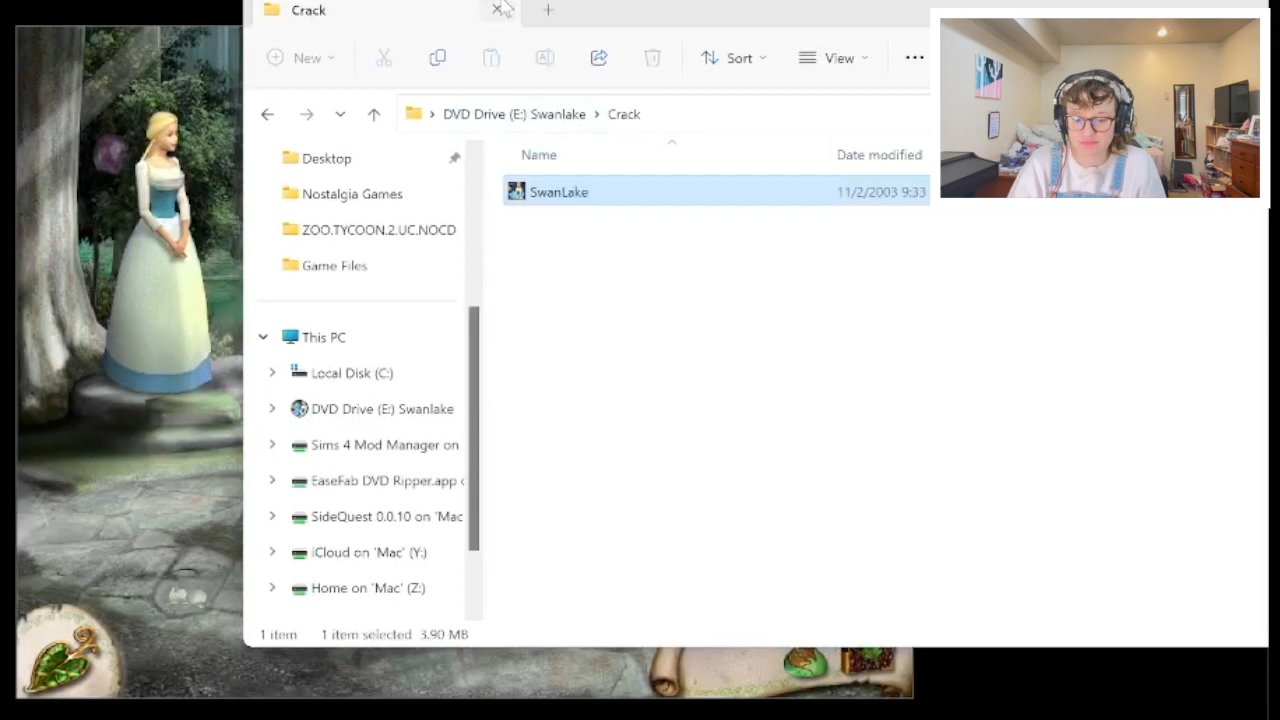 Crack
New
Sort
View
DVD Drive (E:) Swanlake > Crack
Desktop
Nostalgia Games
ZOO.TYCOON.2.UC.NOCD
Game Files
This PC
Local Disk (C:)
DVD Drive (E:) Swanlake
Sims 4 Mod Manager on
EaseFab DVD Ripper.app
SideQuest 0.0.10 on 'Mac
iCloud on 'Mac' (Y:)
Home on 'Mac' (Z:)
Name Date modified
SwanLake 11/2/2003 9:33
1 item 1 item selected 3.90 MB